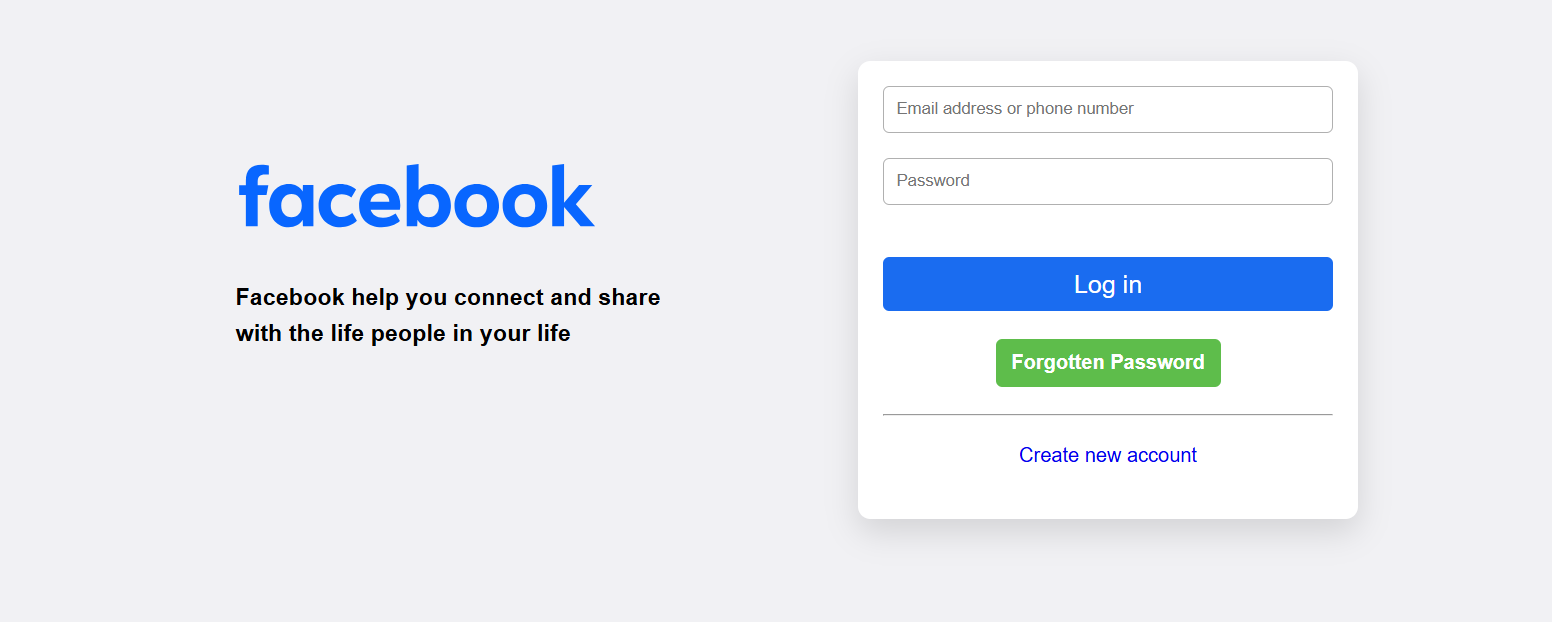 facebook
Facebook help you connect and share
with the life people in your life
Email address or phone number
Password
Log in
Forgotten Password
Create new account